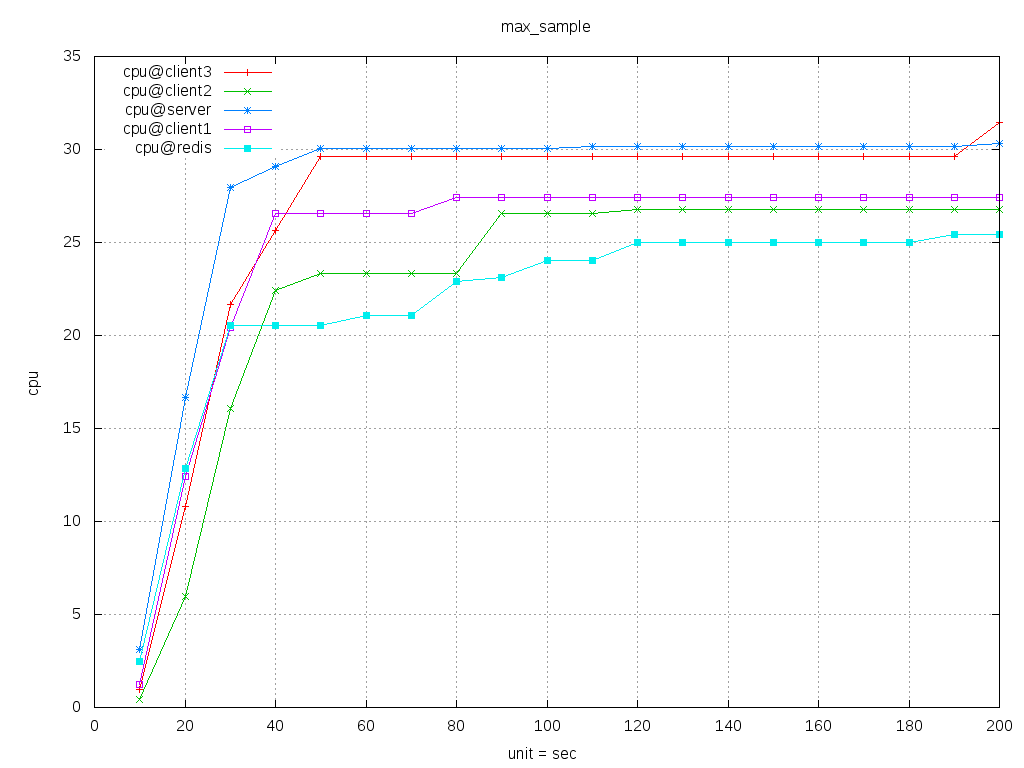 max_sample
35
30
25
20
15
10
5
0
cpu@client3
cpu@client2
cpu@server
cpu@client1
cpu@redis
cpu
0 20 40 60 80 100 120 140 160 180 200
unit = sec